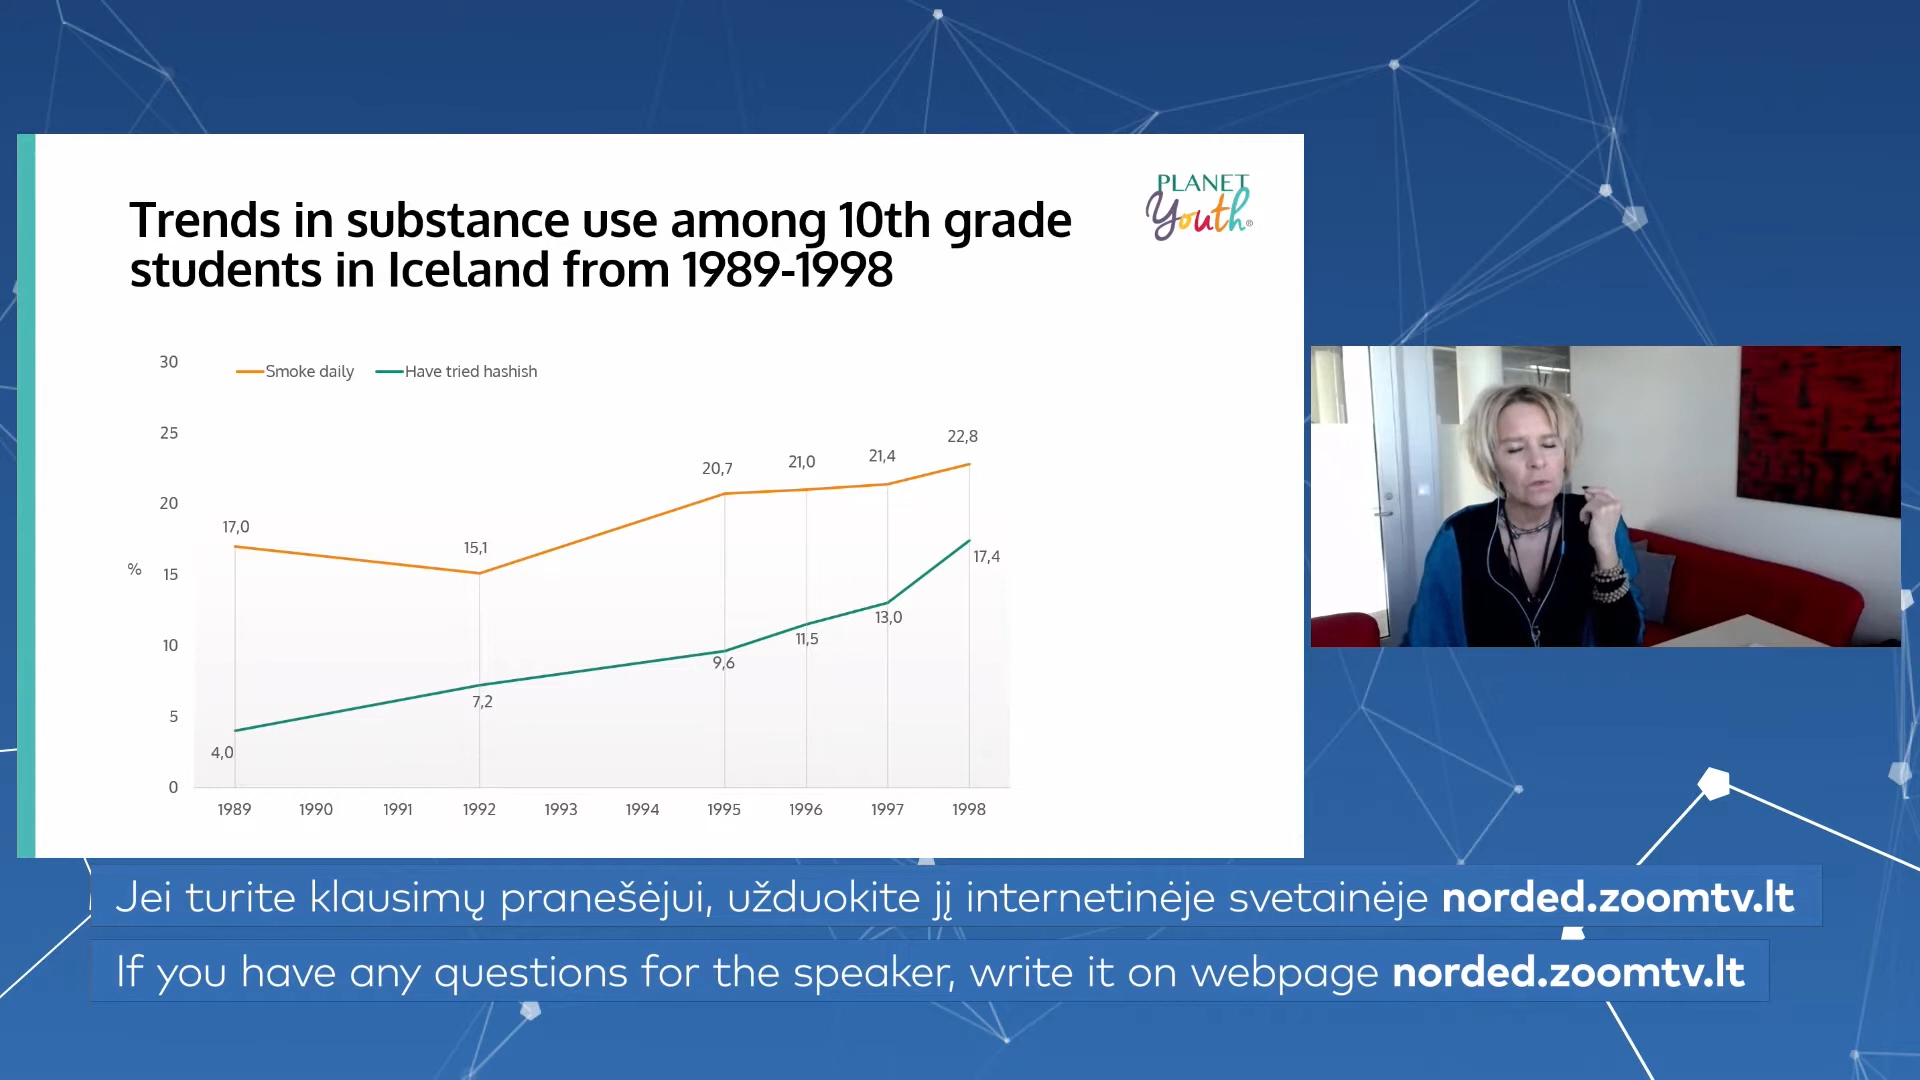 PLANET
Youth®
Trends in substance use among 10th grade
students in Iceland from 1989-1998
30
Smoke daily
Have tried hashish
25
22,8
20,7
21,0
21,4
20
17,0
15,1
%
15
17,4
13,0
11,5
10
9,6
7,2
5
4,0
0
1989 1990 1991 1992 1993 1994 1995 1996 1997 1998
Jei turite klausimų pranešėjui, užduokite jį internetinėje svetainėje norded.zoomtv.lt
If you have any questions for the speaker, write it on webpage norded.zoomtv.lt